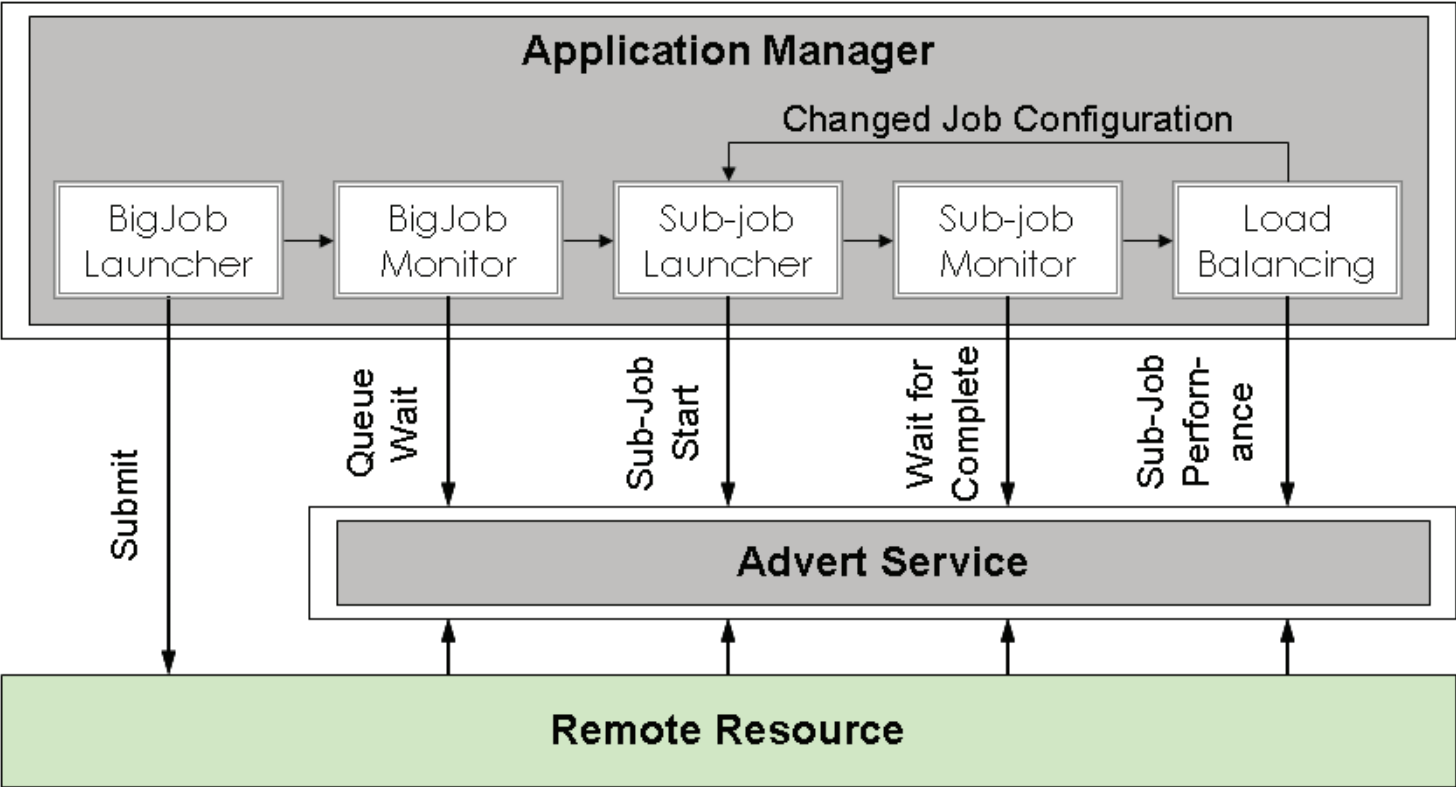 Application Manager
Changed Job Configuration
BigJob
Launcher
BigJob
Monitor
Sub-job
Launcher
Sub-job
Monitor
Load
Balancing
Submit
Queue
Wait
Sub-Job
Start
Wait for
Complete
Sub-Job
Perforn-
ance
Advert Service
Remote Resource